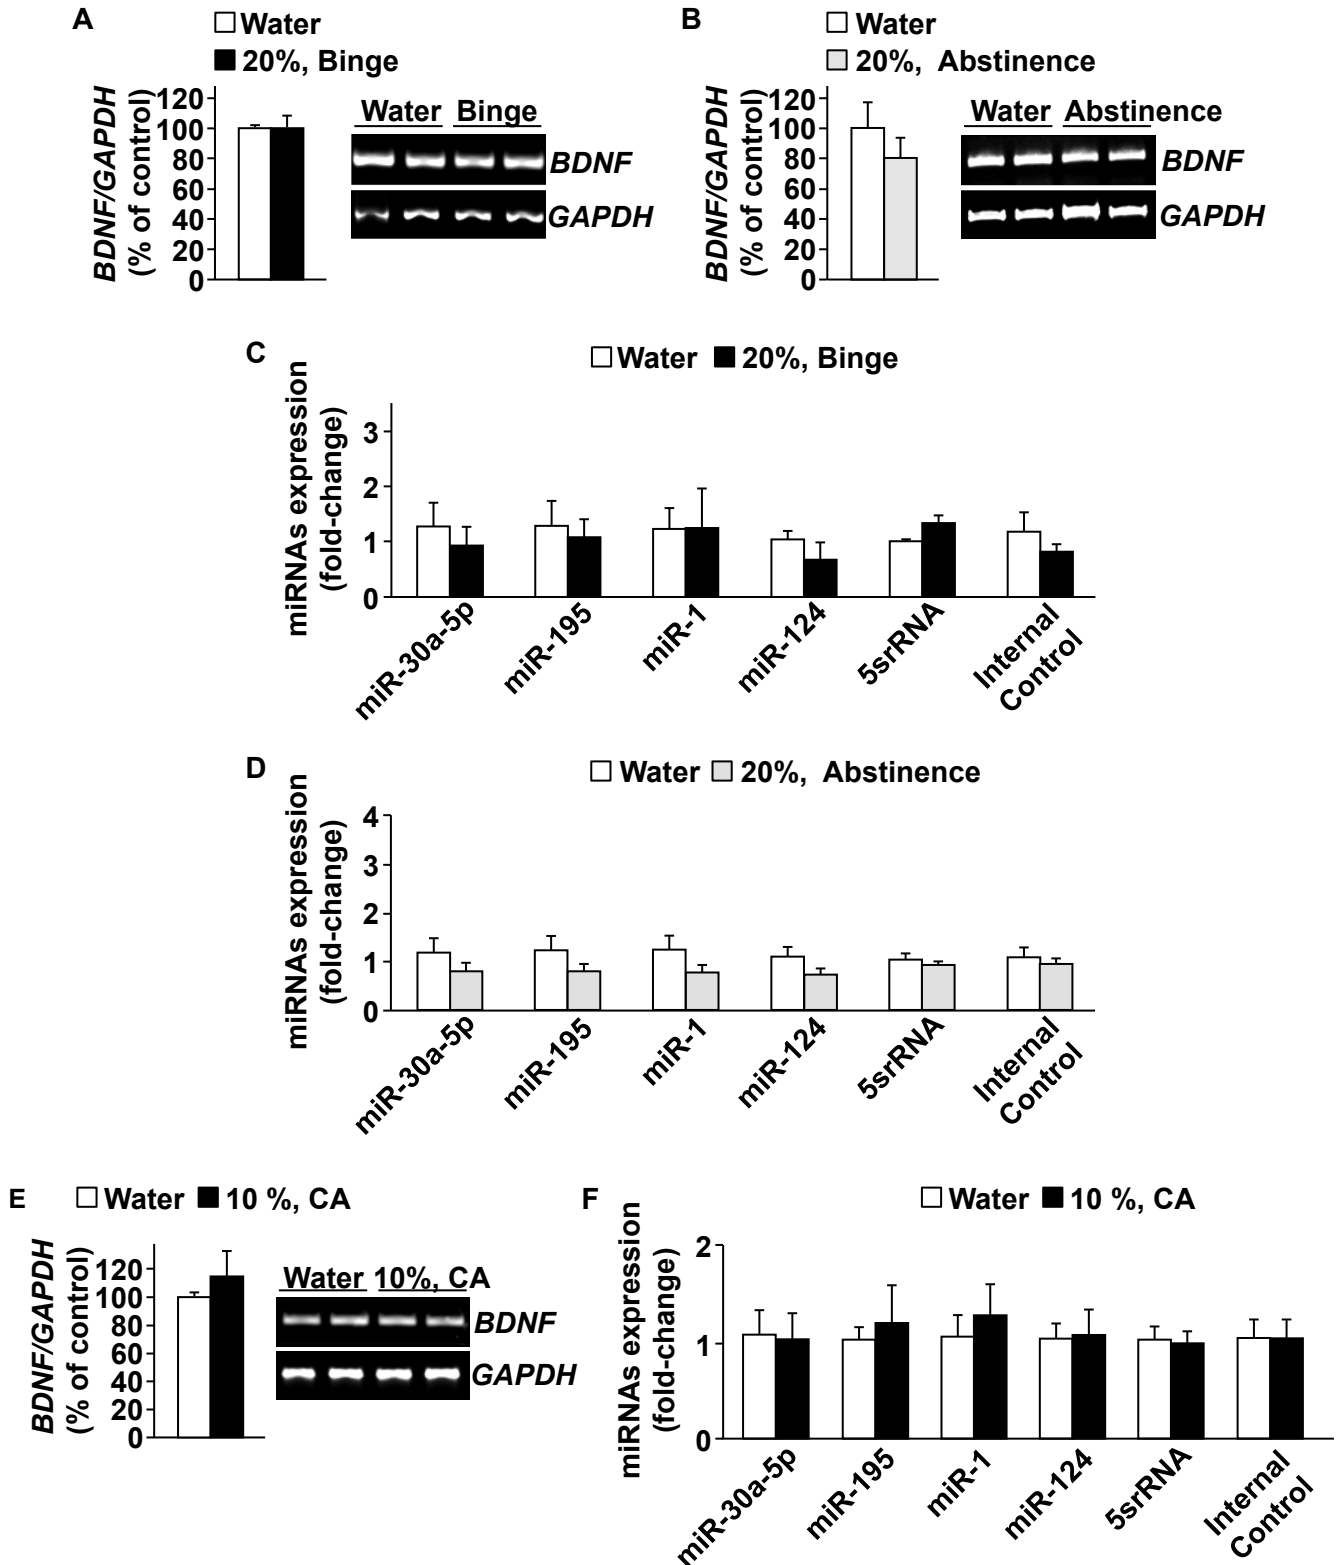 A
Water
20%, Binge
BDNF/GAPDH
(% of control)
120
100
80
60
40
20
0
Water Binge
BDNF
GAPDH
B
Water
20%, Abstinence
BDNF/GAPDH
(% of control)
120
100
80
60
40
20
0
Water Abstinence
BDNF
GAPDH
C
Water 20%, Binge
miRNAs expression
(fold-change)
3
2
1
0
miR-30a-5p
miR-195
miR-1
miR-124
5srRNA
Internal
Control
D
Water 20%, Abstinence
miRNAs expression
(fold-change)
4
3
2
1
0
miR-30a-5p
miR-195
miR-1
miR-124
5srRNA
Internal
Control
E
Water 10 %, CA
BDNF/GAPDH
(% of control)
120
100
80
60
40
20
0
Water 10%, CA
BDNF
GAPDH
F
Water 10 %, CA
miRNAs expression
(fold-change)
2
1
0
miR-30a-5p
miR-195
miR-1
miR-124
5srRNA
Internal
Control